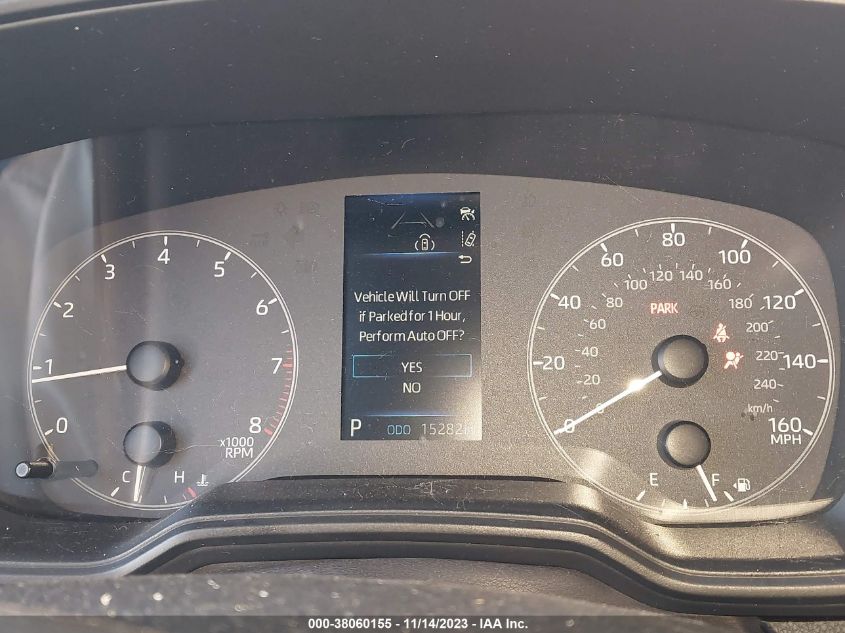 0 1 2 3 4 5 6 7 8
x1000
RPM
C H
Vehicle Will Turn OFF
if Parked for 1 Hour,
Perform Auto OFF?
YES
NO
P ODO
0 20 40 60 80 100 120 140 160
MPH
0 20 40 60 80 100 120 140 160 180 200 220 240
km/h
PARK
E F
000-38060155 - 11/14/2023 - IAA Inc.